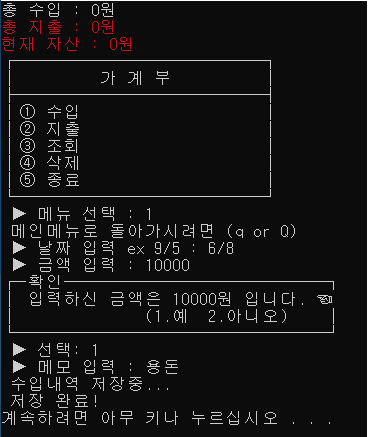 총 수입 : 0원
총 지출 : 0원
현재 자산 : 0원
가 계 부
① 수입
② 지출
③ 조회
④ 삭제
⑤ 종료
▶ 메뉴 선택 : 1
메인메뉴로 돌아가시려면 (q or Q)
▶ 날짜 입력 ex 9/5 : 6/8
▶ 금액 입력 : 10000
확인
입력하신 금액은 10000원 입니다. ☜
(1.예 2.아니오)
▶ 선택: 1
▶ 메모 입력 : 용돈
수입내역 저장중...
저장 완료!
계속하려면 아무 키나 누르십시오 . . .